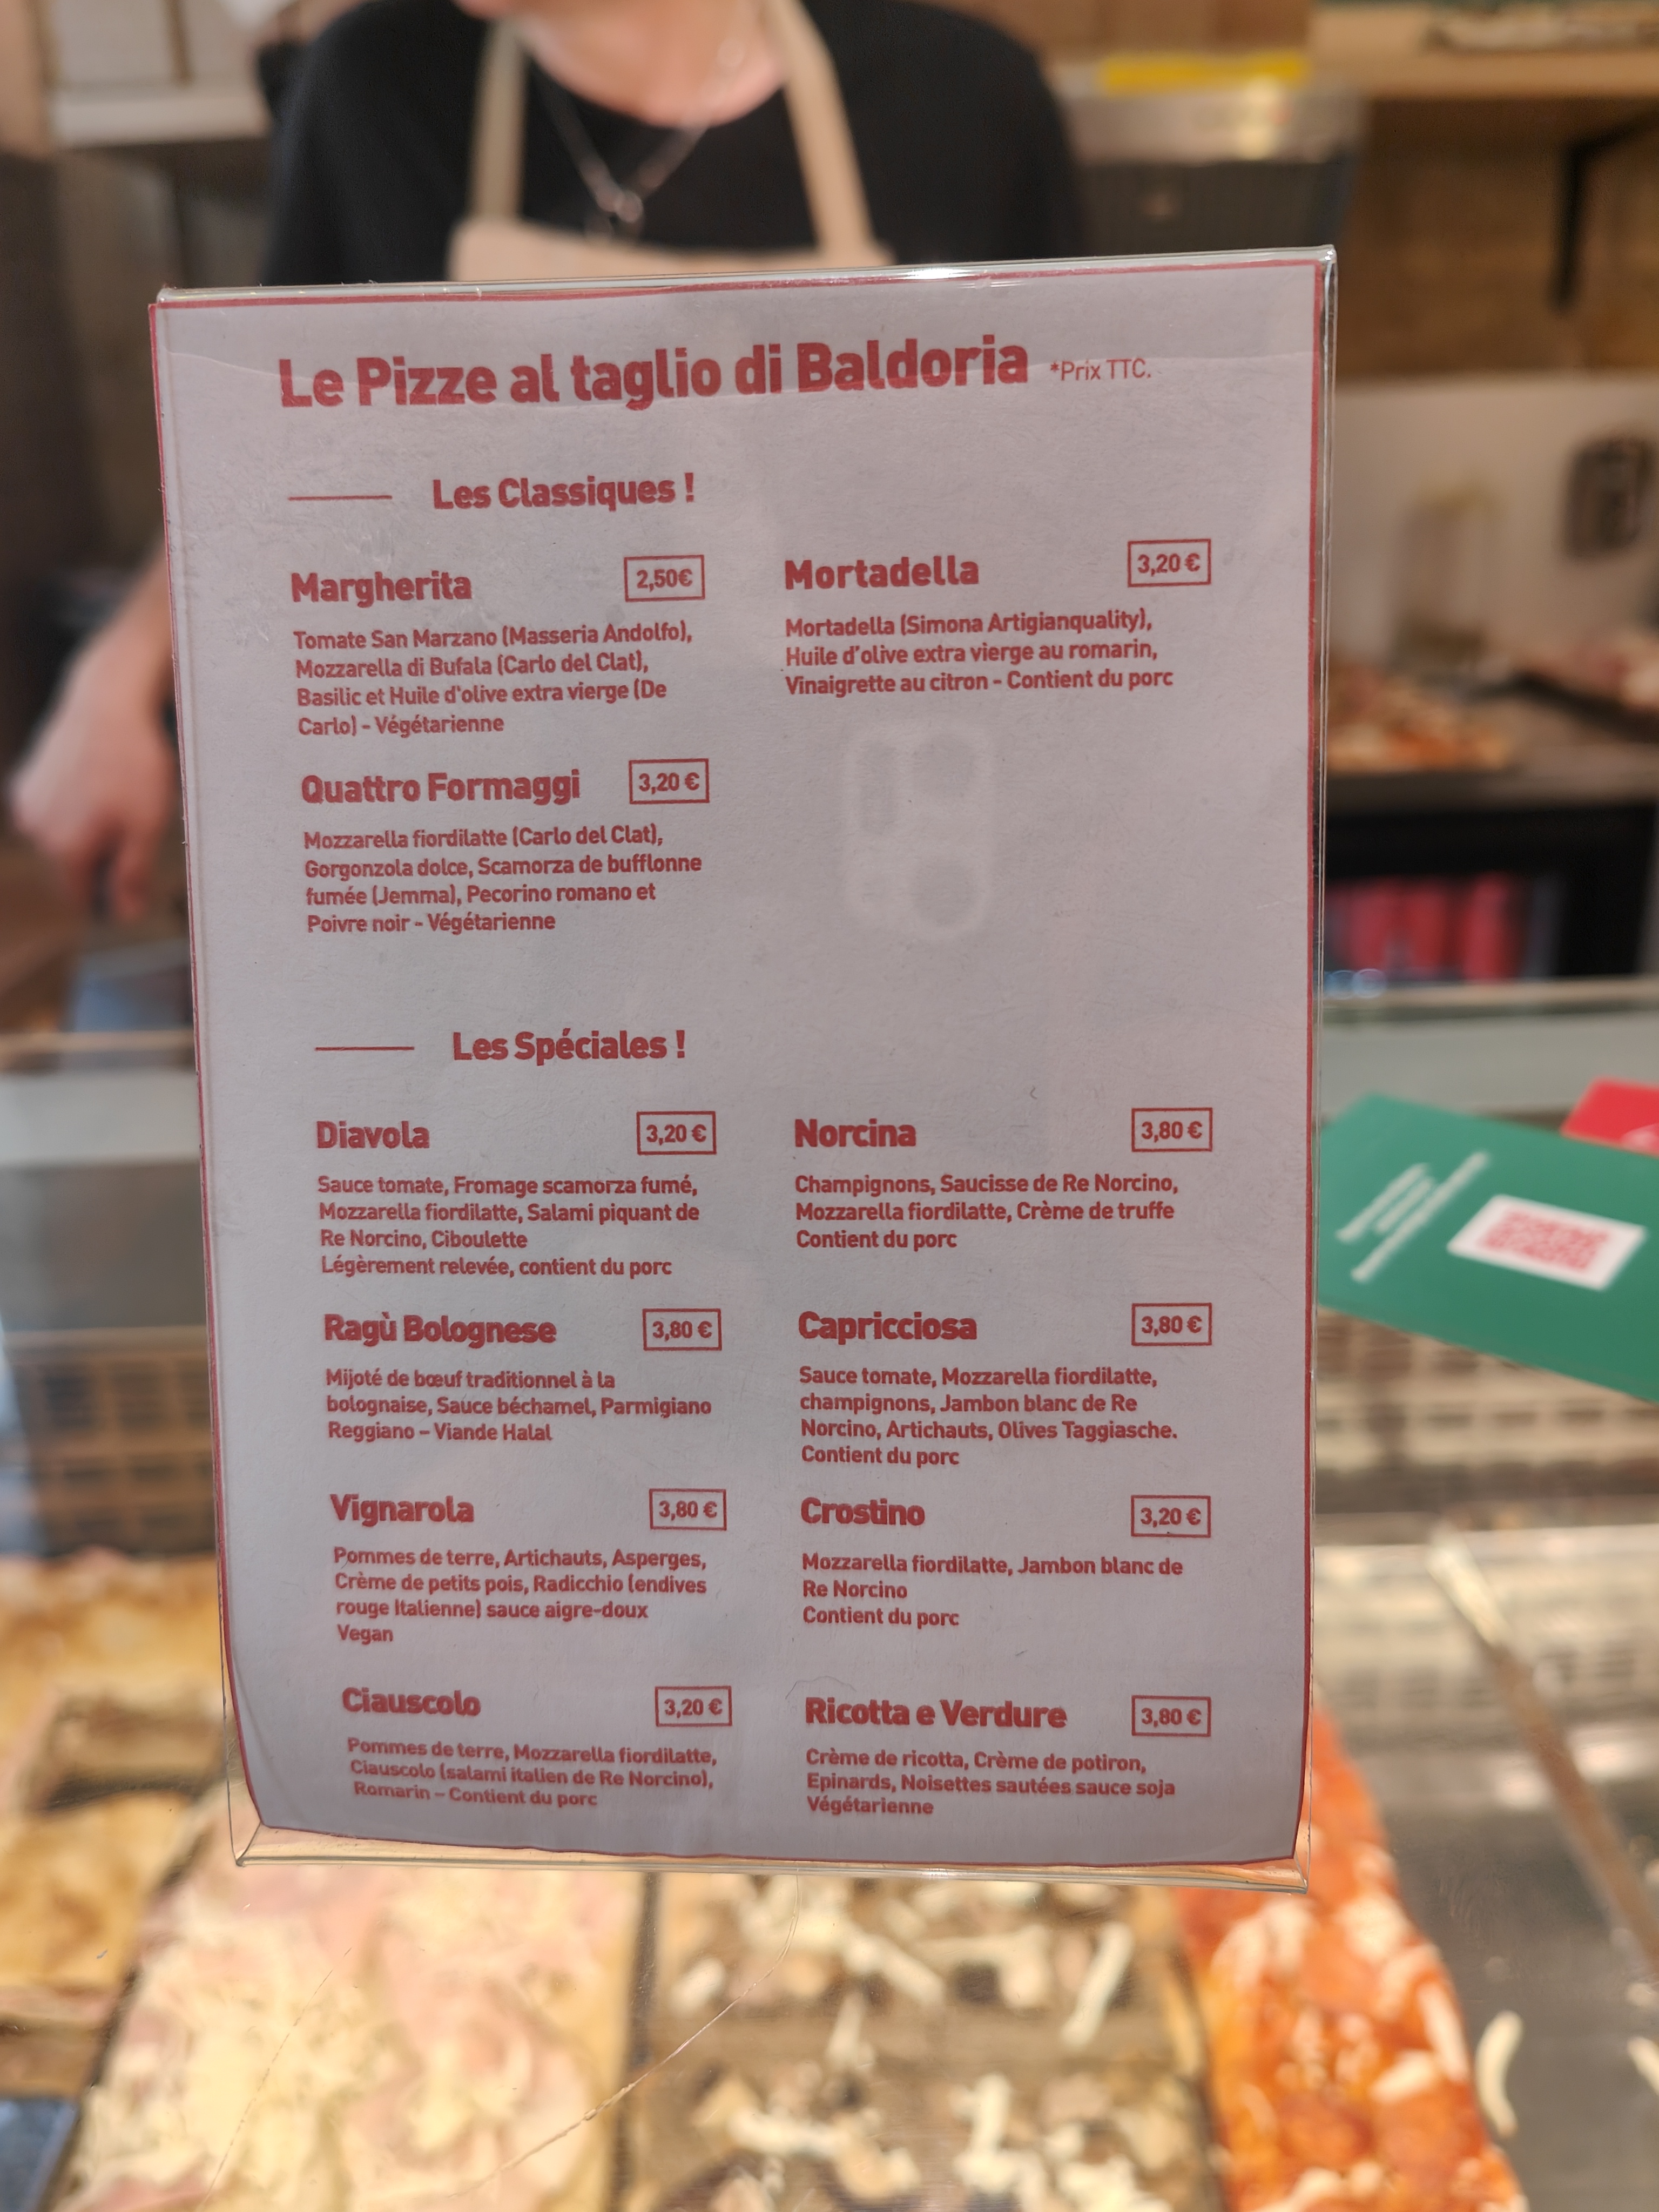 Le Pizze al taglio di Baldoria *Prix TTC.
Les Classiques !
Margherita 2,50€
Tomate San Marzano (Masseria Andolfo),
Mozzarella di Bufala (Carlo del Clat),
Basilic et Huile d'olive extra vierge (De
Carlo) - Végétarienne
Quattro Formaggi 3,20 €
Mozzarella fiordilatte (Carlo del Clat),
Gorgonzola dolce, Scamorza de bufflonne
fumée (Jemma), Pecorino romano et
Poivre noir - Végétarienne
Mortadella 3,20 €
Mortadella (Simona Artigianquality),
Huile d'olive extra vierge au romarin,
Vinaigrette au citron - Contient du porc
Les Spéciales !
Diavola 3,20 €
Sauce tomate, Fromage scamorza fumé,
Mozzarella fiordilatte, Salami piquant de
Re Norcino, Ciboulette
Légèrement relevée, contient du porc
Ragù Bolognese 3,80 €
Mijoté de bœuf traditionnel à la
bolognaise, Sauce béchamel, Parmigiano
Reggiano – Viande Halal
Vignarola 3,80 €
Pommes de terre, Artichauts, Asperges,
Crème de petits pois, Radicchio (endives
rouge Italienne) sauce aigre-doux
Vegan
Ciauscolo 3,20 €
Pommes de terre, Mozzarella fiordilatte,
Ciauscolo (salami italien de Re Norcino),
Romarin – Contient du porc
Norcina 3,80 €
Champignons, Saucisse de Re Norcino,
Mozzarella fiordilatte, Crème de truffe
Contient du porc
Capricciosa 3,80 €
Sauce tomate, Mozzarella fiordilatte,
champignons, Jambon blanc de Re
Norcino, Artichauts, Olives Taggiasche.
Contient du porc
Crostino 3,20 €
Mozzarella fiordilatte, Jambon blanc de
Re Norcino
Contient du porc
Ricotta e Verdure 3,80 €
Crème de ricotta, Crème de potiron,
Epinards, Noisettes sautées sauce soja
Végétarienne